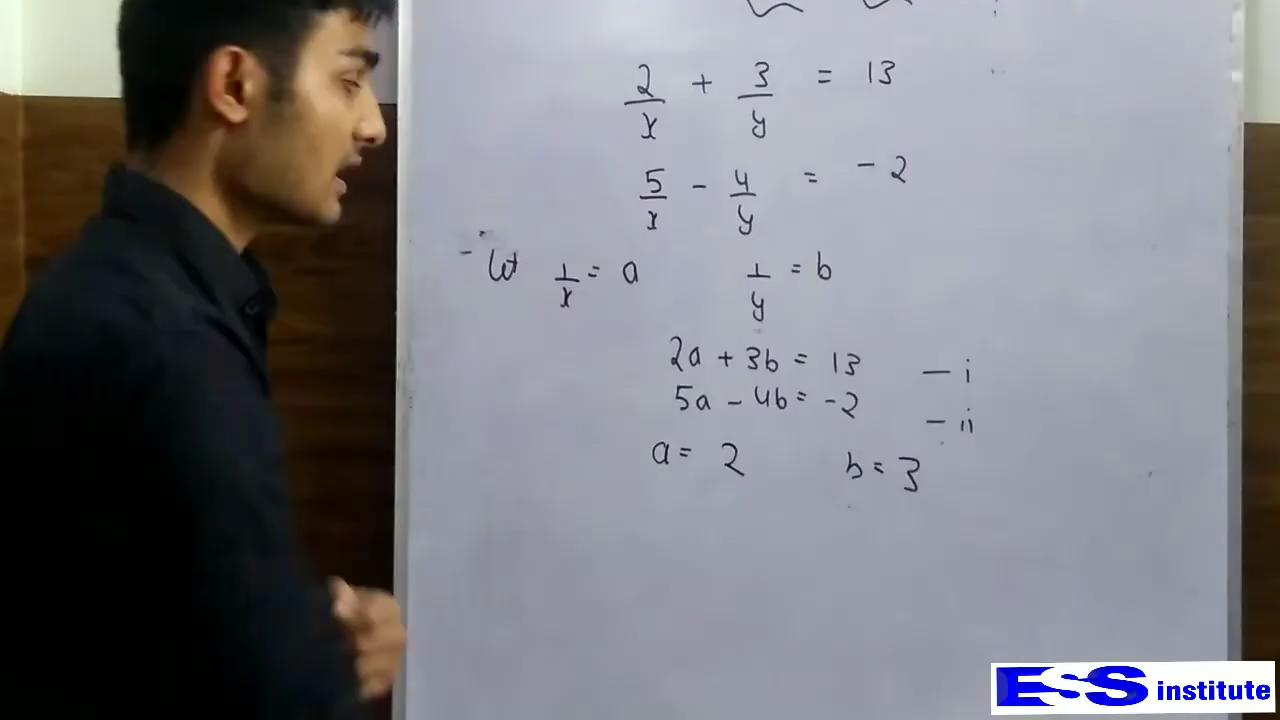 2/x + 3/y = 13
5/x - 4/y = -2
- Let 1/x = a 1/y = b
2a + 3b = 13 - i
5a - 4b = -2 - ii
a = 2 b = 3
ESS institute